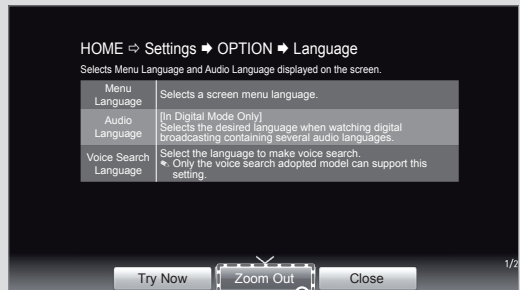 HOME ⇨ Settings ➡ OPTION ➡ Language
Selects Menu Language and Audio Language displayed on the screen.
Menu
Language
Selects a screen menu language.
Audio
Language
[In Digital Mode Only]
Selects the desired language when watching digital
broadcasting containing several audio languages.
Voice Search
Language
Select the language to make voice search.
Only the voice search adopted model can support this
setting.
1/2
Try Now
Zoom Out
Close